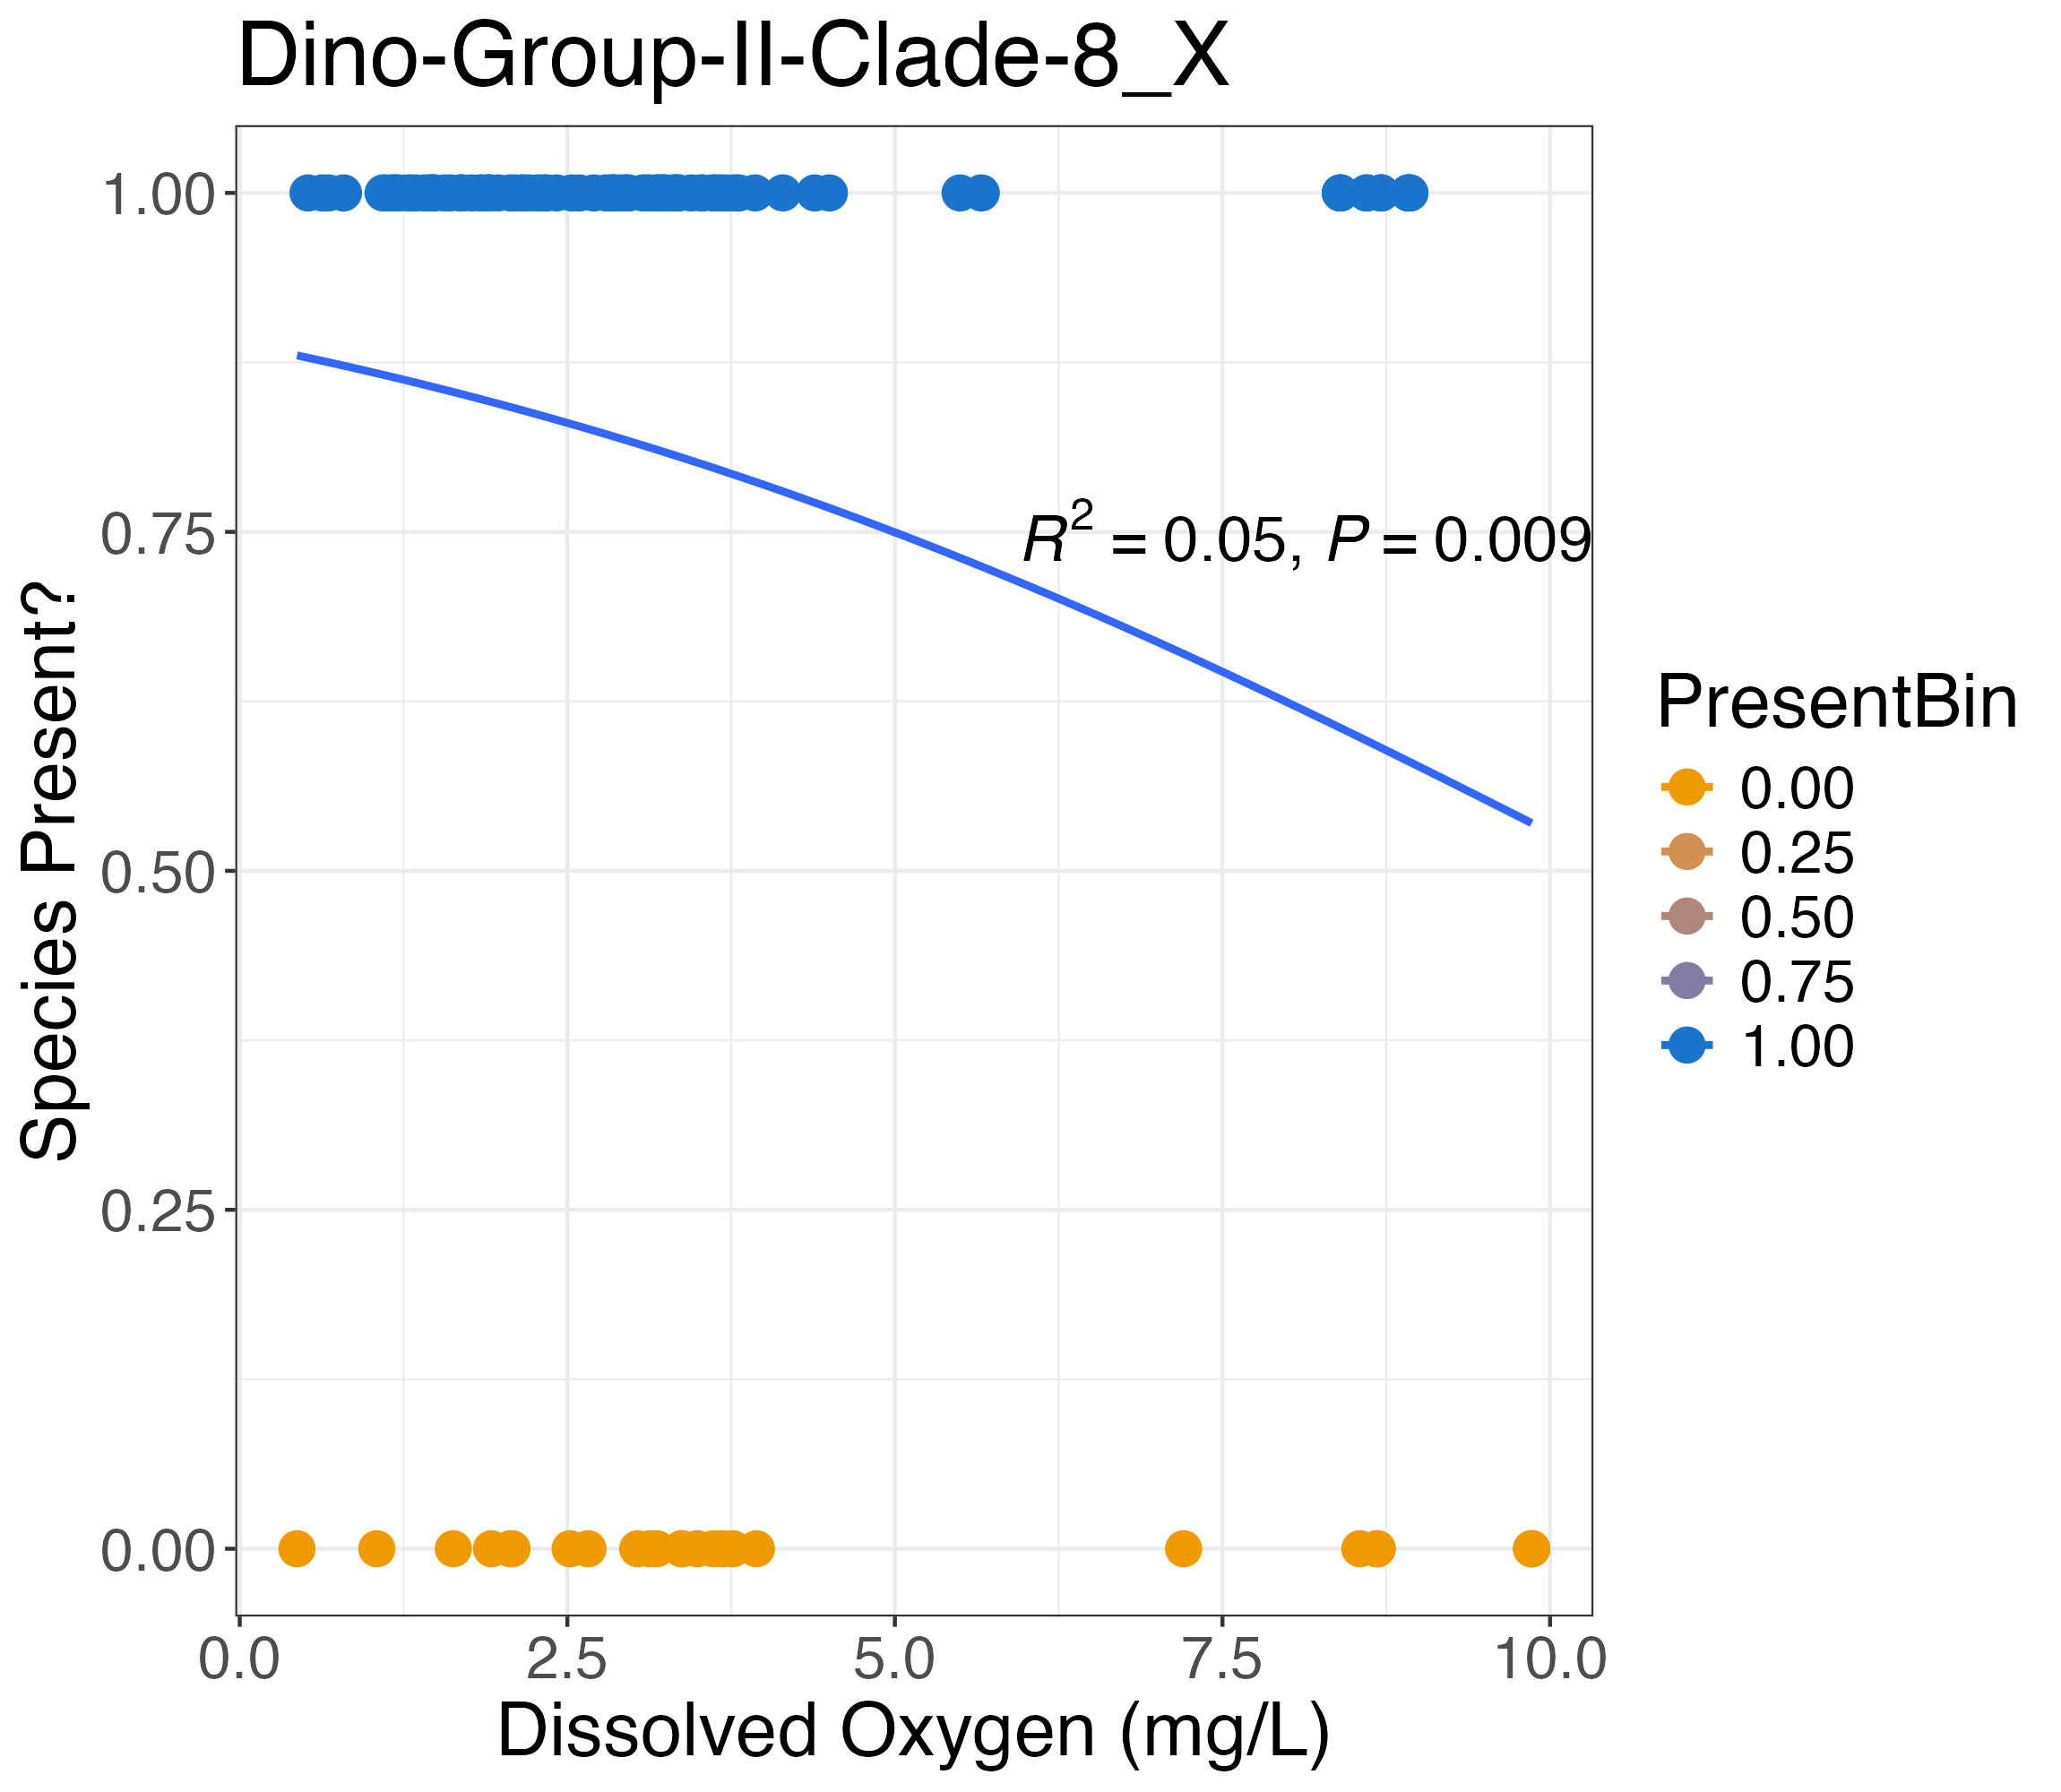 Dino-Group-II-Clade-8_X
1.00
0.75
0.50
0.25
0.00
Species Present?
R² = 0.05, P = 0.009
0.0 2.5 5.0 7.5 10.0
Dissolved Oxygen (mg/L)
PresentBin
0.00
0.25
0.50
0.75
1.00